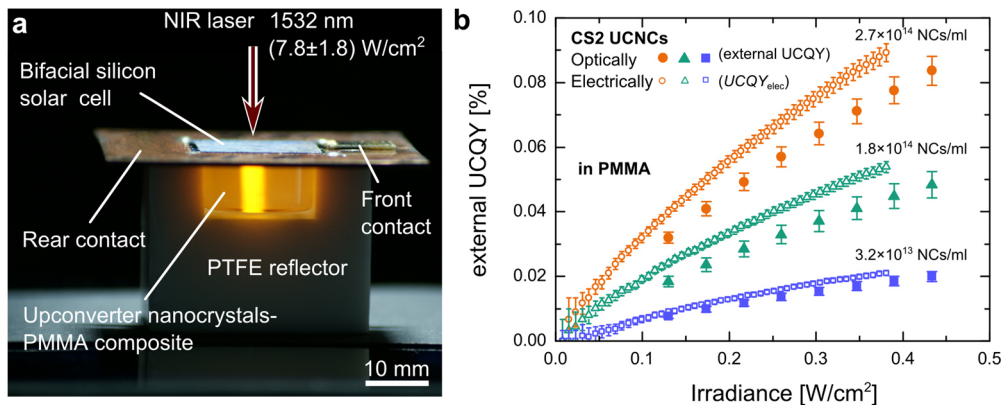 a
NIR laser 1532 nm
(7.8±1.8) W/cm²
Bifacial silicon
solar cell
Front
contact
Rear contact
PTFE reflector
Upconverter nanocrystals-
PMMA composite
10 mm
b
external UCQY [%]
0.10
0.08
0.06
0.04
0.02
0.00
CS2 UCNCs
Optically (external UCQY)
Electrically (UCQYelec)
in PMMA
2.7×10¹⁴ NCs/ml
1.8×10¹⁴ NCs/ml
3.2×10¹³ NCs/ml
0.1 0.2 0.3 0.4 0.5
Irradiance [W/cm²]